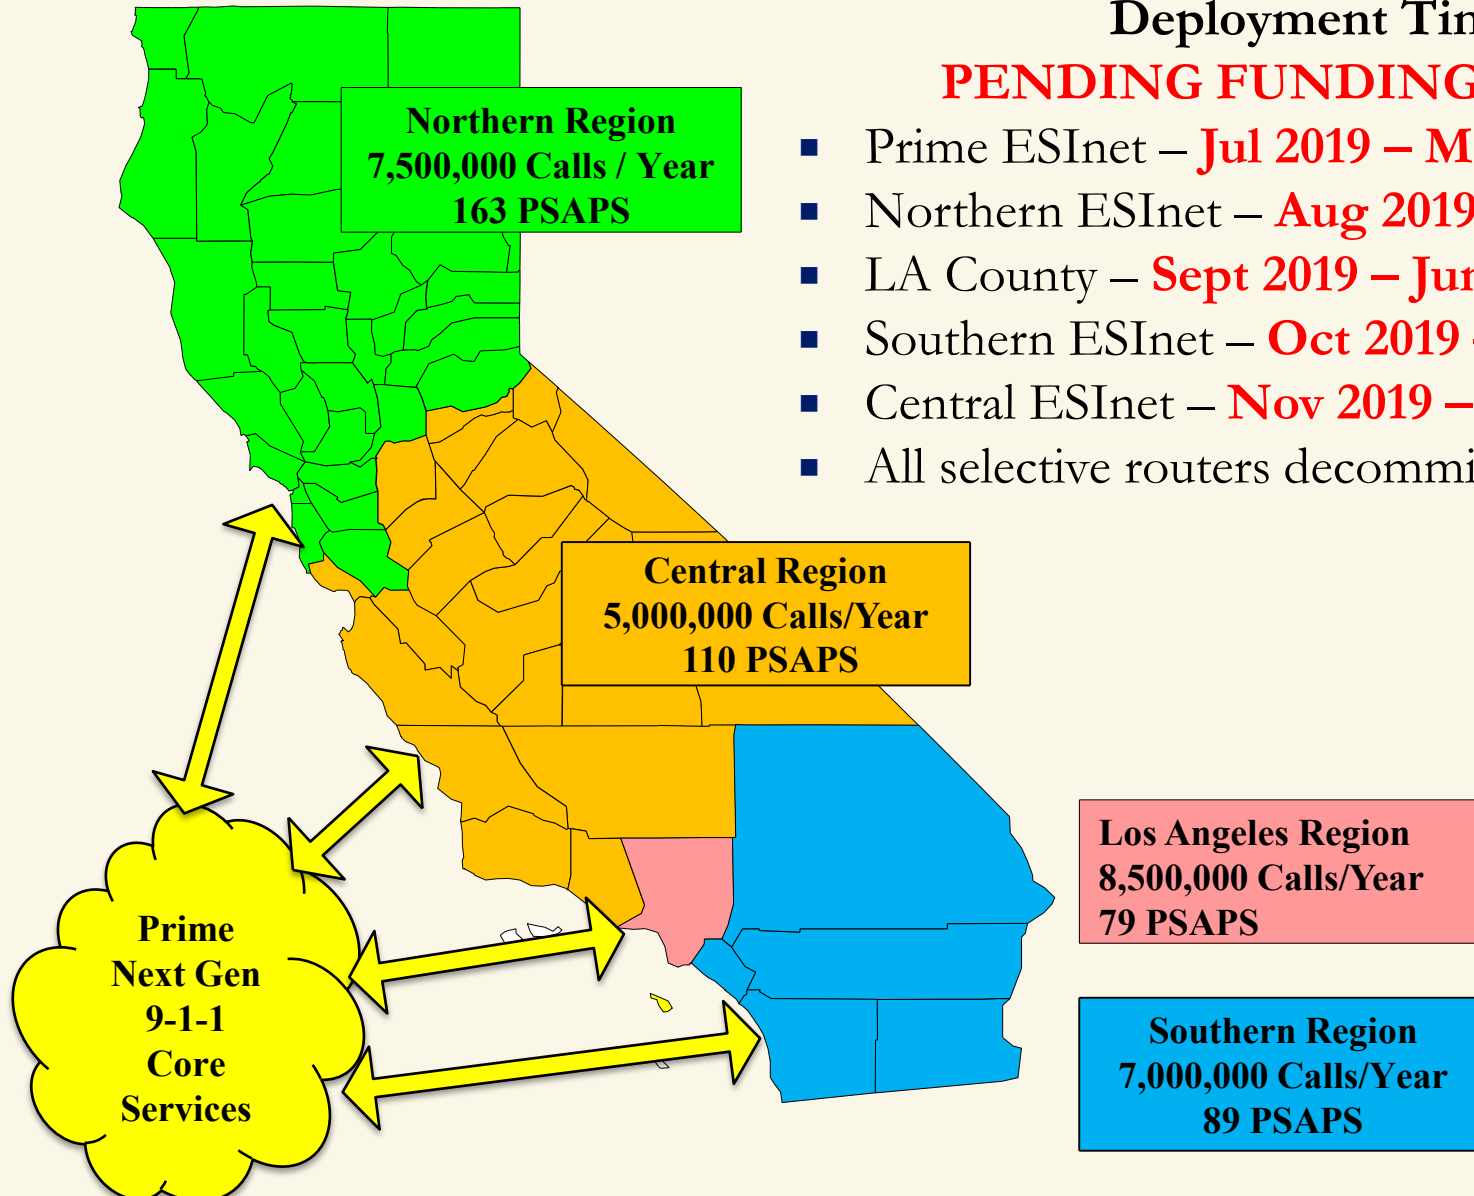 Deployment
PENDING FUNDING
Prime ESInet – Jul 2019 –
Northern ESInet – Aug 2019
LA County – Sept 2019 –
Southern ESInet – Oct 2019
Central ESInet – Nov 2019 –
All selective routers
Northern Region
7,500,000 Calls / Year
163 PSAPS
Central Region
5,000,000 Calls/Year
110 PSAPS
Los Angeles Region
8,500,000 Calls/Year
79 PSAPS
Southern Region
7,000,000 Calls/Year
89 PSAPS
Prime
Next Gen
9-1-1
Core
Services